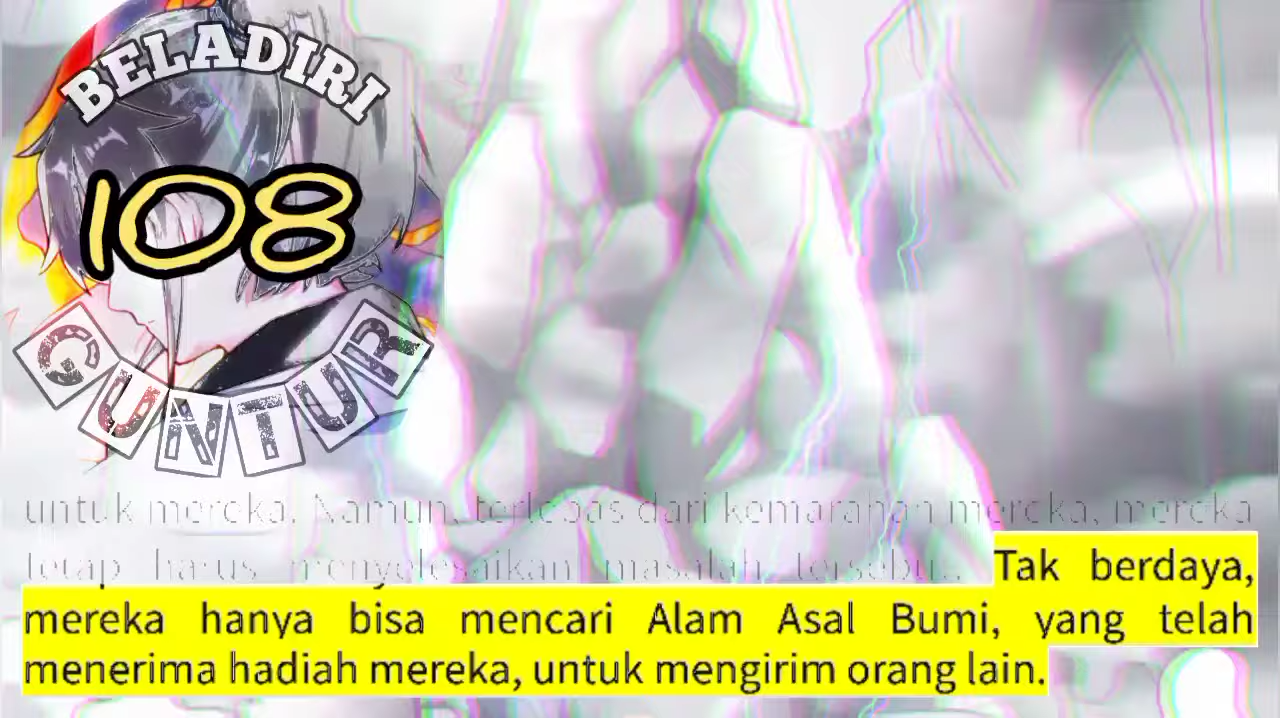 BELADIRI
108
GUNTUR
untuk mereka. Namun, terlepas dari kemarahan mereka, mereka
tetap harus menyelesaikan masalah tersebut. Tak berdaya,
mereka hanya bisa mencari Alam Asal Bumi, yang telah
menerima hadiah mereka, untuk mengirim orang lain.